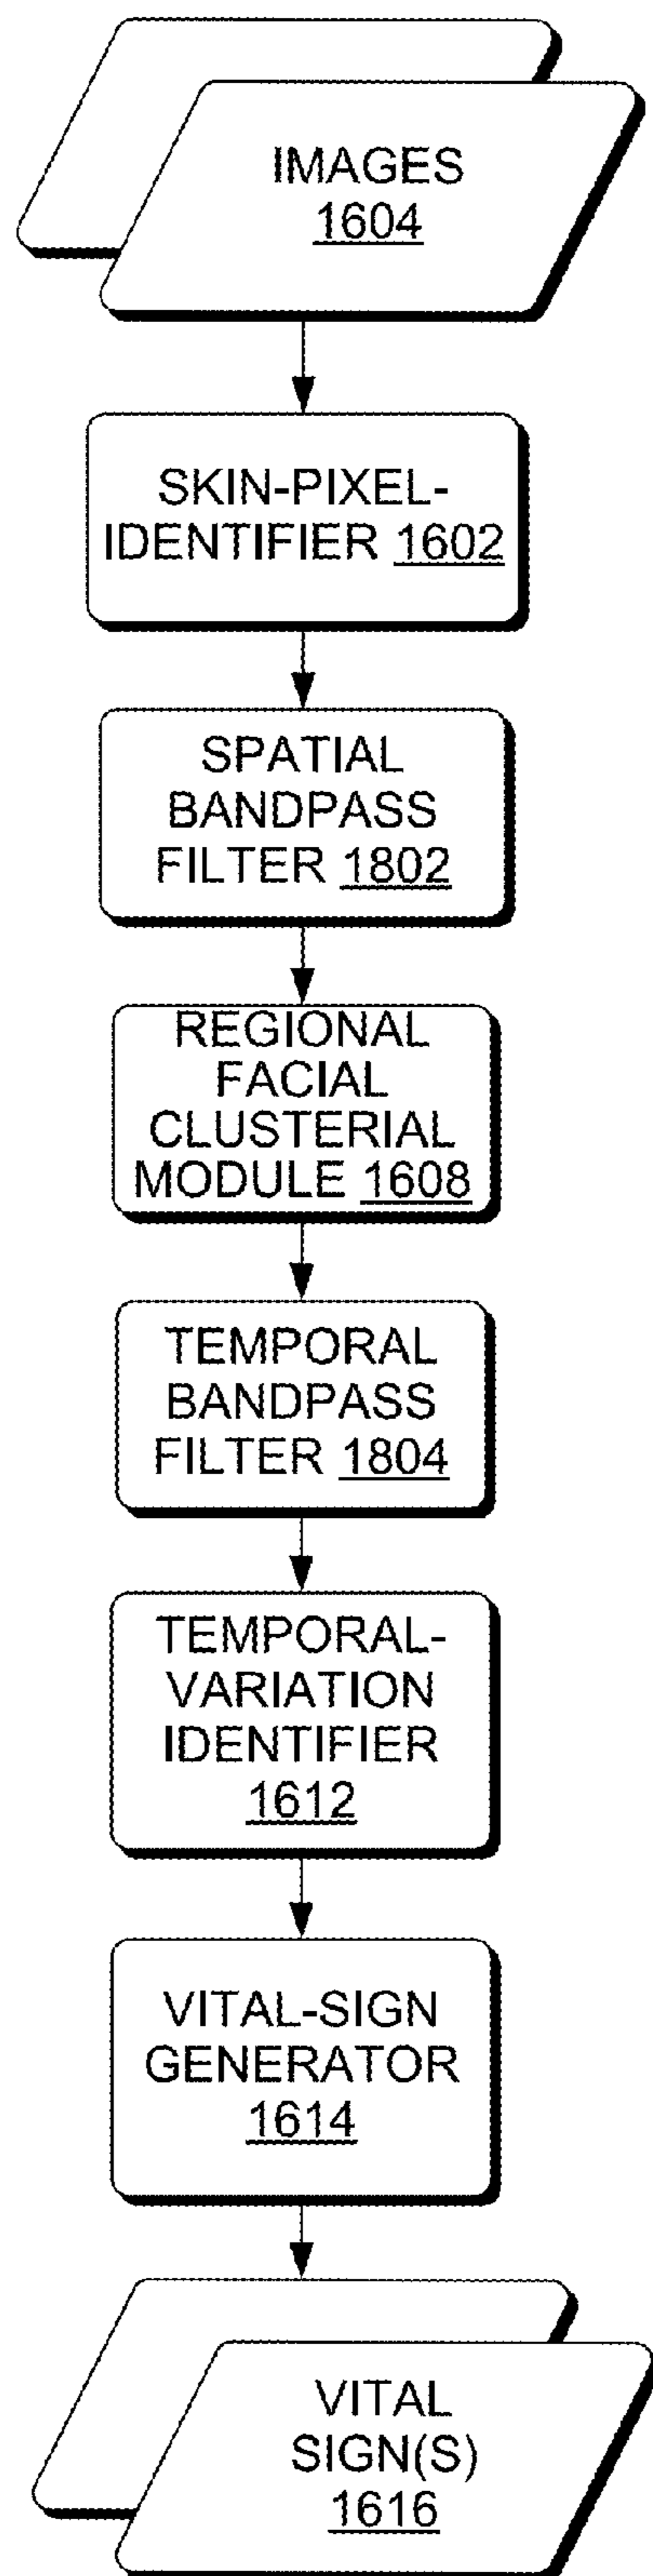 IMAGES
1604
SKIN-PIXEL-
IDENTIFIER 1602
SPATIAL
BANDPASS
FILTER 1802
REGIONAL
FACIAL
CLUSTERIAL
MODULE 1608
TEMPORAL
BANDPASS
FILTER 1804
TEMPORAL-
VARIATION
IDENTIFIER
1612
VITAL-SIGN
GENERATOR
1614
VITAL
SIGN(S)
1616